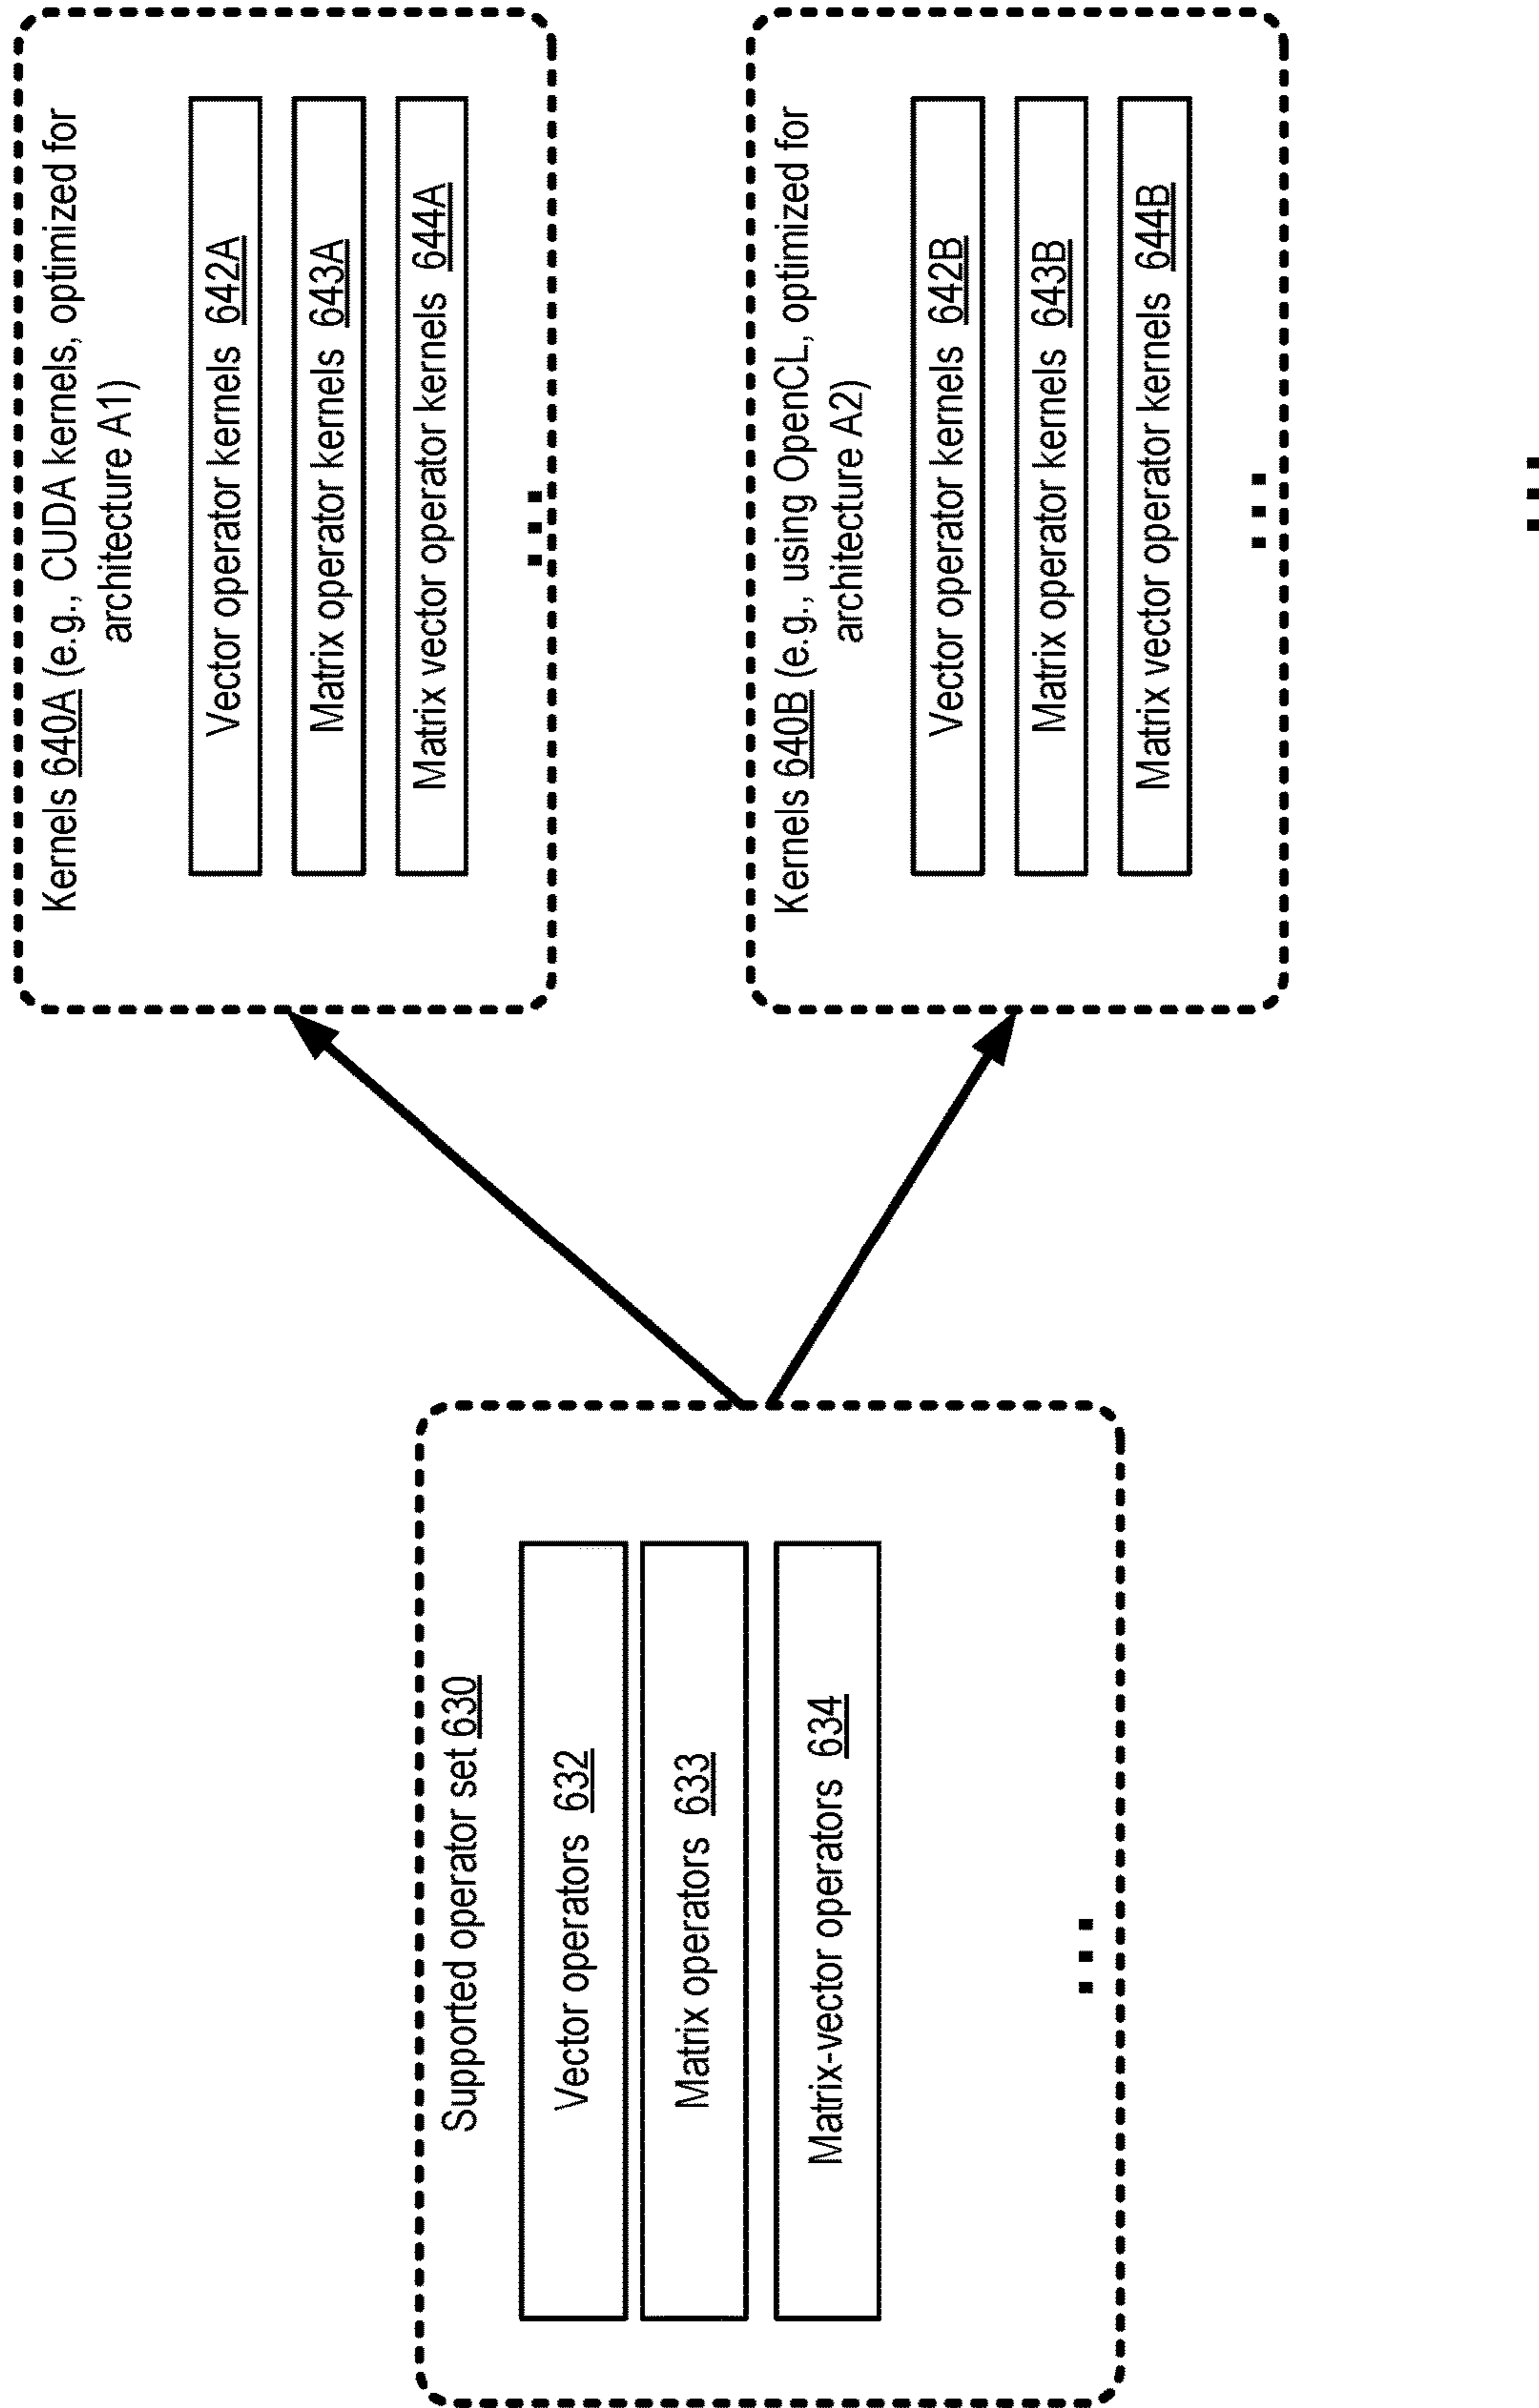 Supported operator set 630
Vector operators 632
Matrix operators 633
Matrix-vector operators 634
...
Kernels 640A (e.g., CUDA kernels, optimized for
architecture A1)
Vector operator kernels 642A
Matrix operator kernels 643A
Matrix vector operator kernels 644A
...
Kernels 640B (e.g., using OpenCL, optimized for
architecture A2)
Vector operator kernels 642B
Matrix operator kernels 643B
Matrix vector operator kernels 644B
...
...